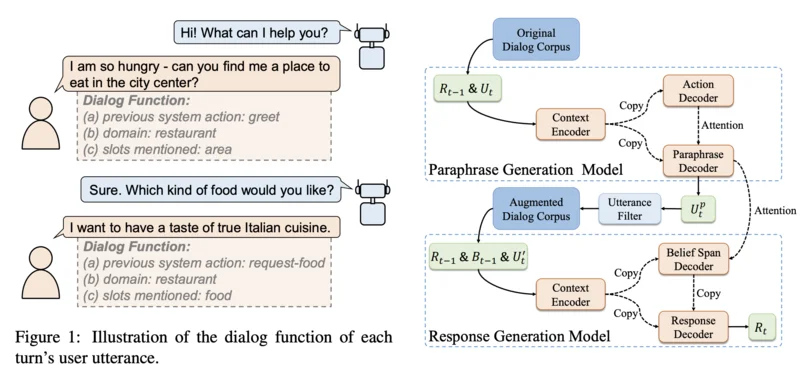 Hi! What can I help you?
I am so hungry - can you find me a place to
eat in the city center?
Dialog Function:
(a) previous system action: greet
(b) domain: restaurant
(c) slots mentioned: area
Sure. Which kind of food would you like?
I want to have a taste of true Italian cuisine.
Dialog Function:
(a) previous system action: request-food
(b) domain: restaurant
(c) slots mentioned: food
Figure 1: Illustration of the dialog function of each
turn's user utterance.
Original
Dialog Corpus
R_{t-1} & U_t
Context
Encoder
Copy
Copy
Action
Decoder
Attention
Paraphrase
Decoder
Paraphrase Generation Model
Augmented
Dialog Corpus
Utterance
Filter
U_t^p
Attention
R_{t-1} & B_{t-1} & U_t'
Context
Encoder
Copy
Copy
Belief Span
Decoder
Copy
Response
Decoder
R_t
Response Generation Model